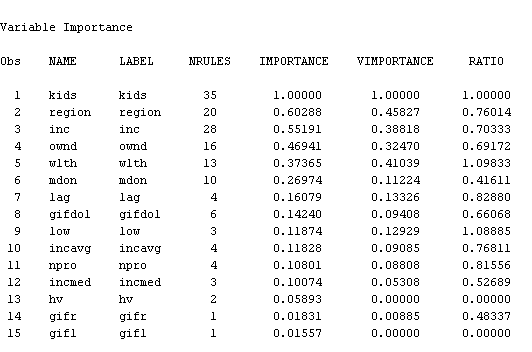 Variable Importance
Obs NAME LABEL NRULES IMPORTANCE VIMPORTANCE RATIO
1 kids kids 35 1.00000 1.00000 1.00000
2 region region 20 0.60288 0.45827 0.76014
3 inc inc 28 0.55191 0.38818 0.70333
4 ownd ownd 16 0.46941 0.32470 0.69172
5 wlth wlth 13 0.37365 0.41039 1.09833
6 mdon mdon 10 0.26974 0.11224 0.41611
7 lag lag 4 0.16079 0.13326 0.82880
8 gifdol gifdol 6 0.14240 0.09408 0.66068
9 low low 3 0.11874 0.12929 1.08885
10 incavg incavg 4 0.11828 0.09085 0.76811
11 npro npro 4 0.10801 0.08808 0.81556
12 incmed incmed 3 0.10074 0.05308 0.52689
13 hv hv 2 0.05893 0.00000 0.00000
14 gifr gifr 1 0.01831 0.00885 0.48337
15 gifl gifl 1 0.01557 0.00000 0.00000